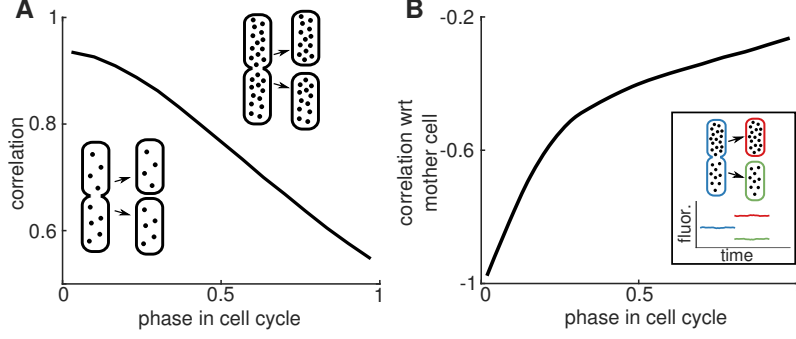 A
1
0.8
0.6
correlation
0
0.5
1
phase in cell cycle
B
-0.2
-0.6
-1
correlation wrt
mother cell
0
0.5
phase in cell cycle
fluor.
time